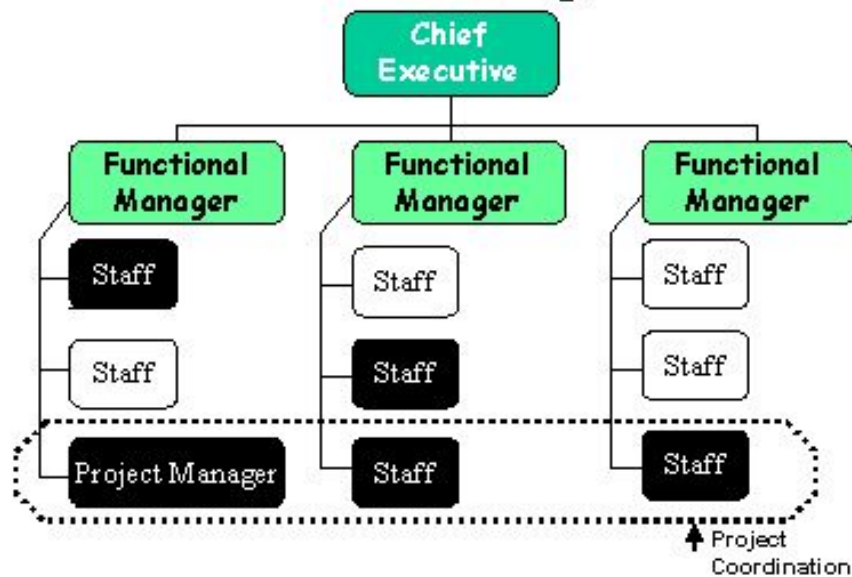 Chief
Executive
Functional
Manager
Functional
Manager
Functional
Manager
Staff
Staff
Staff
Staff
Staff
Staff
Project Manager
Staff
Staff
Project
Coordination